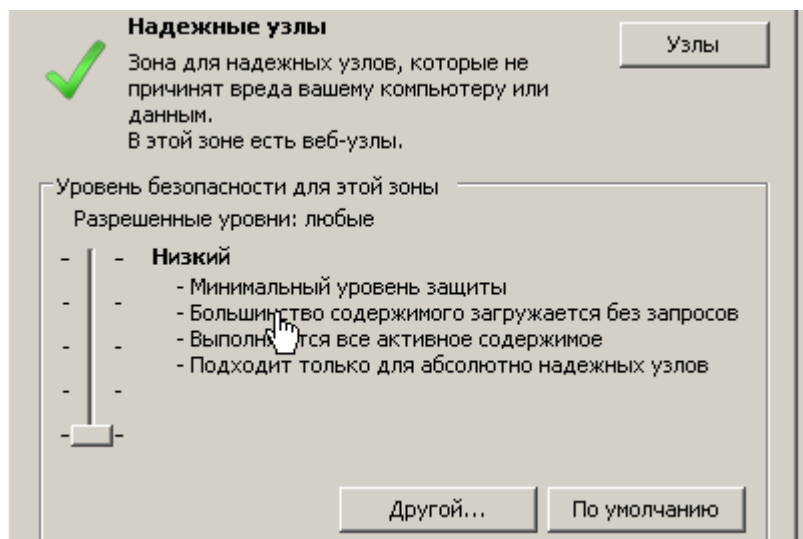 Надежные узлы
Узлы
Зона для надежных узлов, которые не
причинят вреда вашему компьютеру или
данным.
В этой зоне есть веб-узлы.
Уровень безопасности для этой зоны
Разрешенные уровни: любые
Низкий
- Минимальный уровень защиты
- Большинство содержимого загружается без запросов
- Выполняются все активное содержимое
- Подходит только для абсолютно надежных узлов
Другой...
По умолчанию